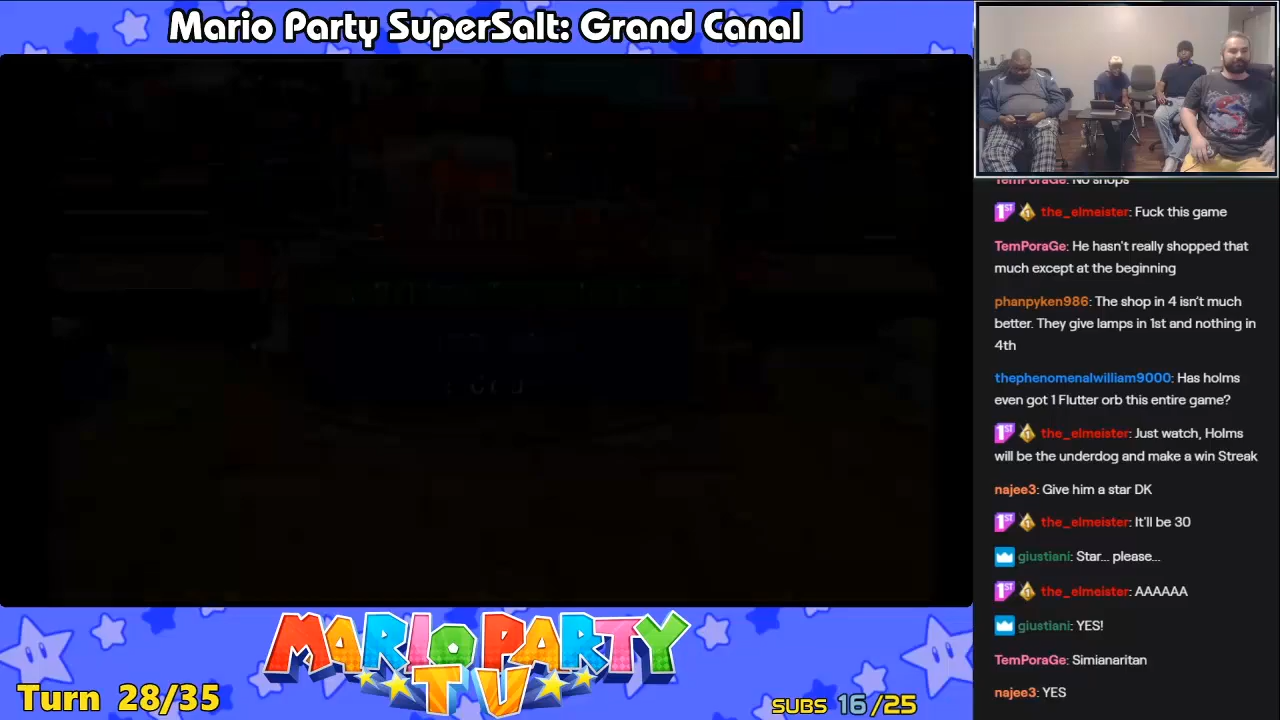 Mario Party SuperSalt: Grand Canal
TemPoraGe: No shops
1ST the_elmeister: Fuck this game
TemPoraGe: He hasn't really shopped that
much except at the beginning
phanpyken986: The shop in 4 isn't much
better. They give lamps in 1st and nothing in
4th
thephenomenalwilliam9000: Has holms
even got 1 Flutter orb this entire game?
1ST the_elmeister: Just watch, Holms
will be the underdog and make a win Streak
najee3: Give him a star DK
1ST the_elmeister: It'll be 30
giustiani: Star... please...
1ST the_elmeister: AAAAAA
giustiani: YES!
TemPoraGe: Simianaritan
najee3: YES
MARIO PARTY
TV
Turn 28/35
SUBS 16/25